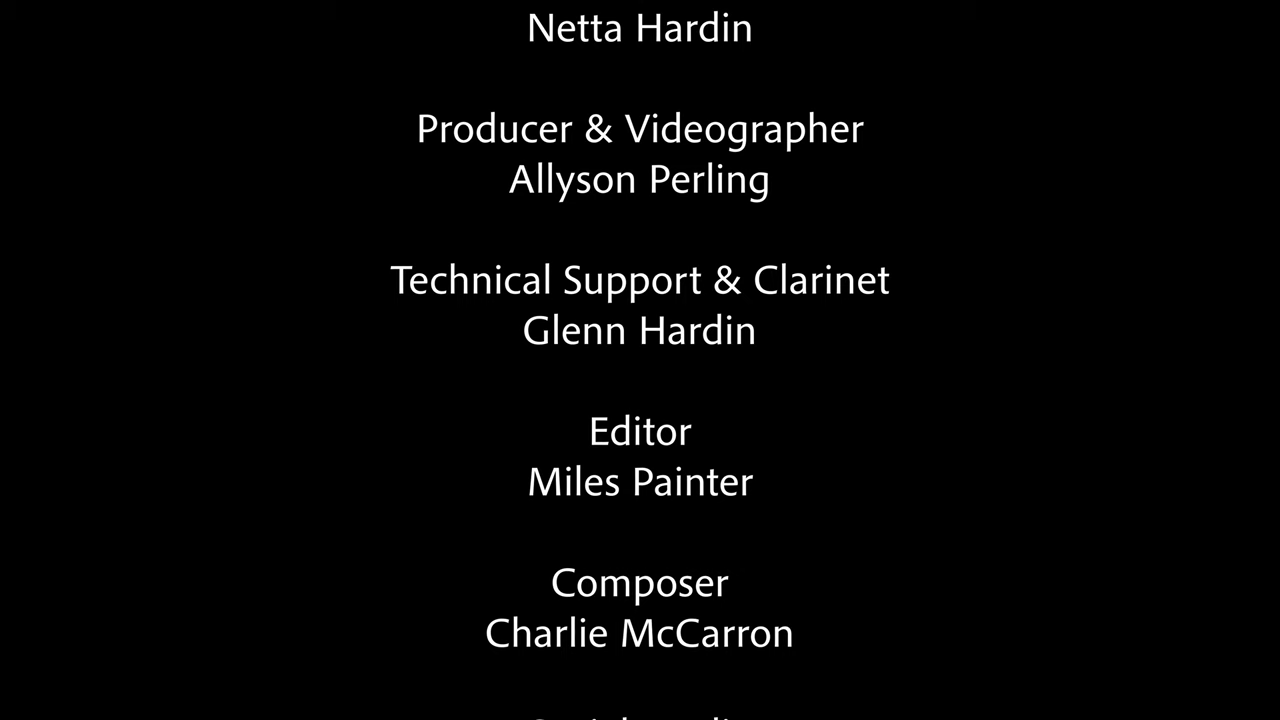 Netta Hardin
Producer & Videographer
Allyson Perling
Technical Support & Clarinet
Glenn Hardin
Editor
Miles Painter
Composer
Charlie McCarron